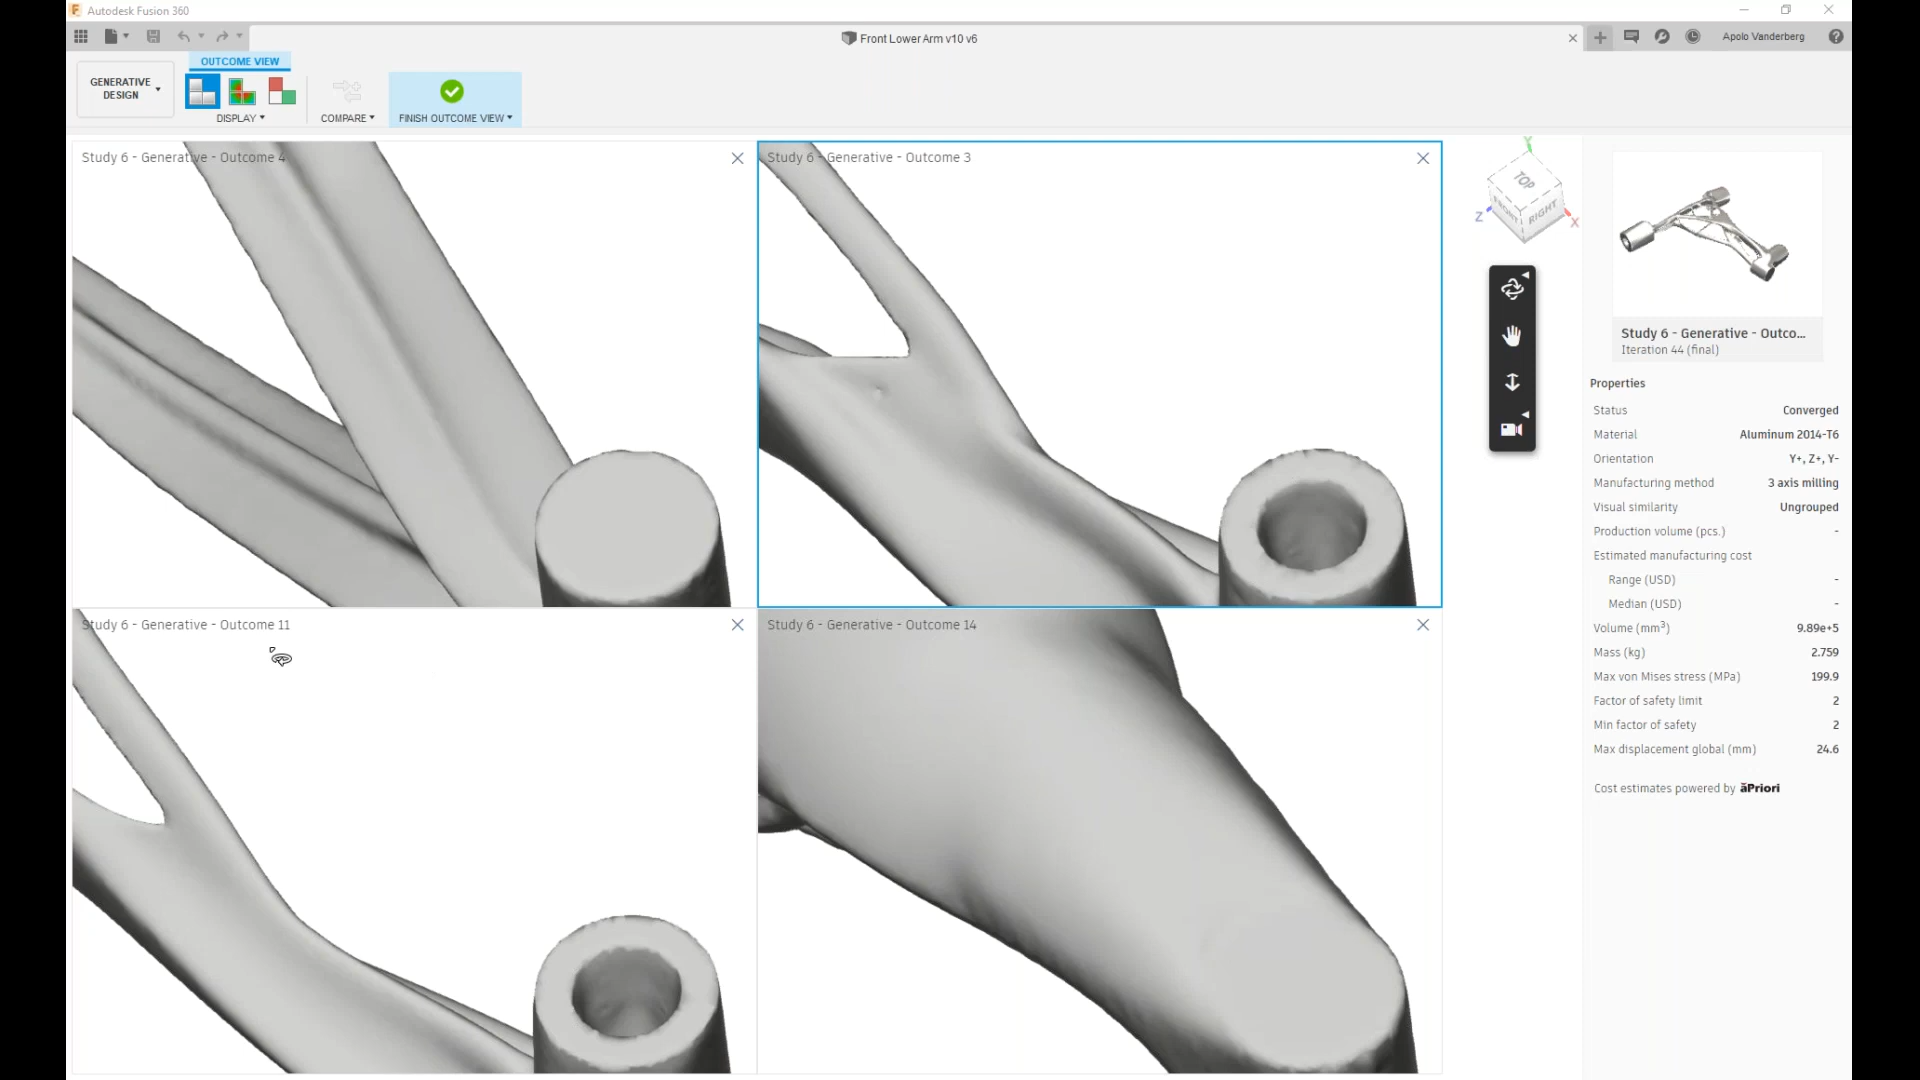 Autodesk Fusion 360
Front Lower Arm v10 v6
Apolo Vanderberg
OUTCOME VIEW
GENERATIVE
DESIGN
DISPLAY
COMPARE
FINISH OUTCOME VIEW
Study 6 - Generative - Outcome 4
Study 6 - Generative - Outcome 3
Y
TOP
FRONT
RIGHT
Z
X
Study 6 - Generative - Outco...
Iteration 44 (final)
Properties
Status Converged
Material Aluminum 2014-T6
Orientation Y+, Z+, Y-
Manufacturing method 3 axis milling
Visual similarity Ungrouped
Production volume (pcs.) -
Estimated manufacturing cost
Range (USD) -
Median (USD) -
Volume (mm3) 9.89e+5
Mass (kg) 2.759
Max von Mises stress (MPa) 199.9
Factor of safety limit 2
Min factor of safety 2
Max displacement global (mm) 24.6
Cost estimates powered by ăPriori
Study 6 - Generative - Outcome 11
Study 6 - Generative - Outcome 14